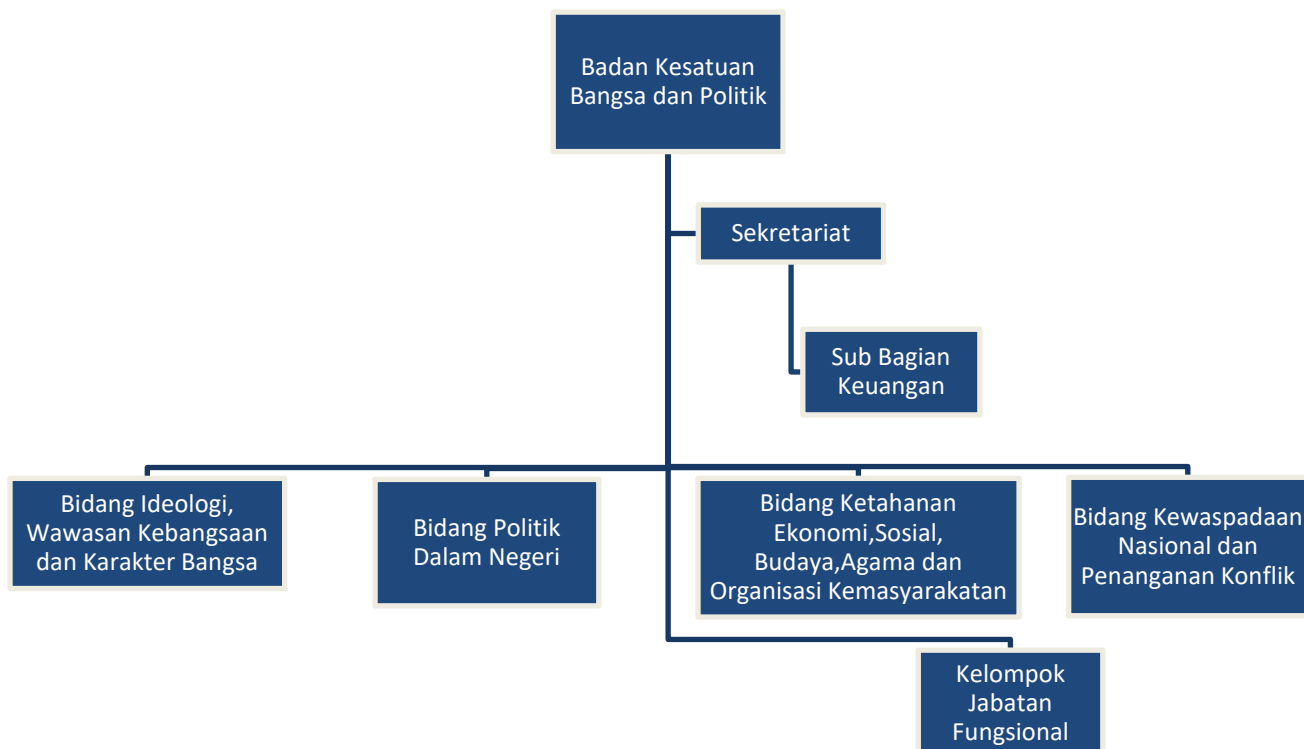 Badan Kesatuan
Bangsa dan Politik
Sekretariat
Sub Bagian
Keuangan
Bidang Ideologi,
Wawasan Kebangsaan
dan Karakter Bangsa
Bidang Politik
Dalam Negeri
Bidang Ketahanan
Ekonomi,Sosial,
Budaya,Agama dan
Organisasi Kemasyarakatan
Bidang Kewaspadaan
Nasional dan
Penanganan Konflik
Kelompok
Jabatan
Fungsional